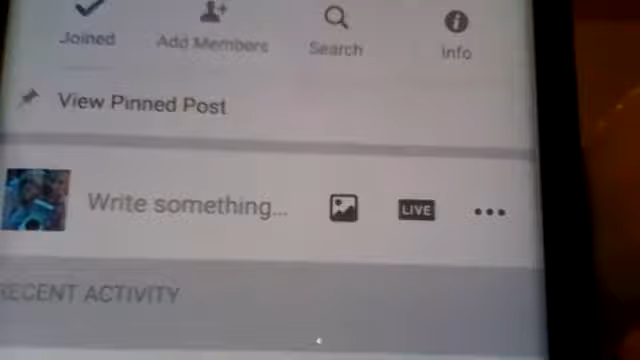 Joined Add Members Search Info
View Pinned Post
Write something... LIVE
RECENT ACTIVITY